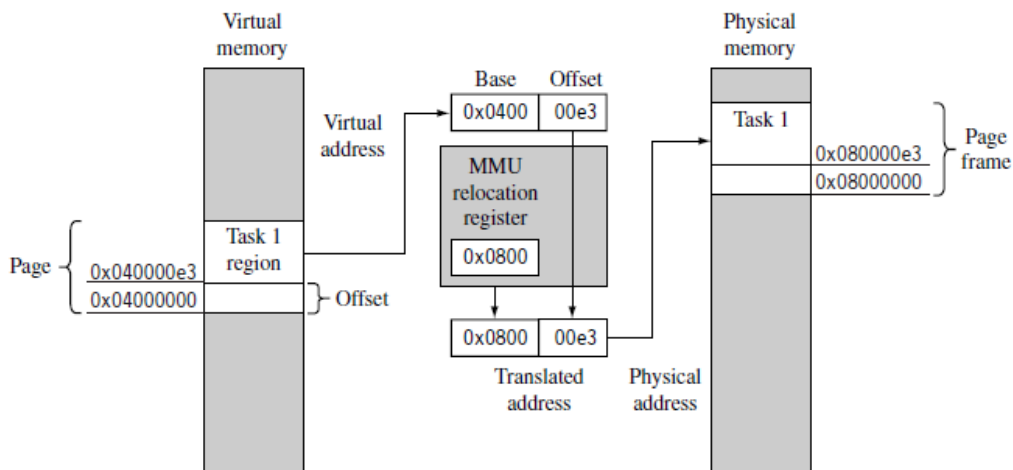 Virtual
memory
Physical
memory
Base
Offset
0x0400
00e3
Virtual
address
Task 1
Page
frame
0x080000e3
0x08000000
MMU
relocation
register
0x0800
Task 1
region
Page
0x040000e3
0x04000000
Offset
0x0800
00e3
Translated
address
Physical
address